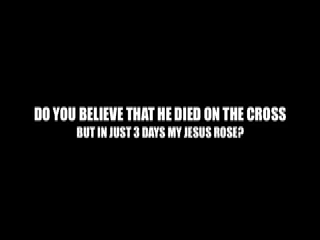 DO YOU BELIEVE THAT HE DIED ON THE CROSS
BUT IN JUST 3 DAYS MY JESUS ROSE?